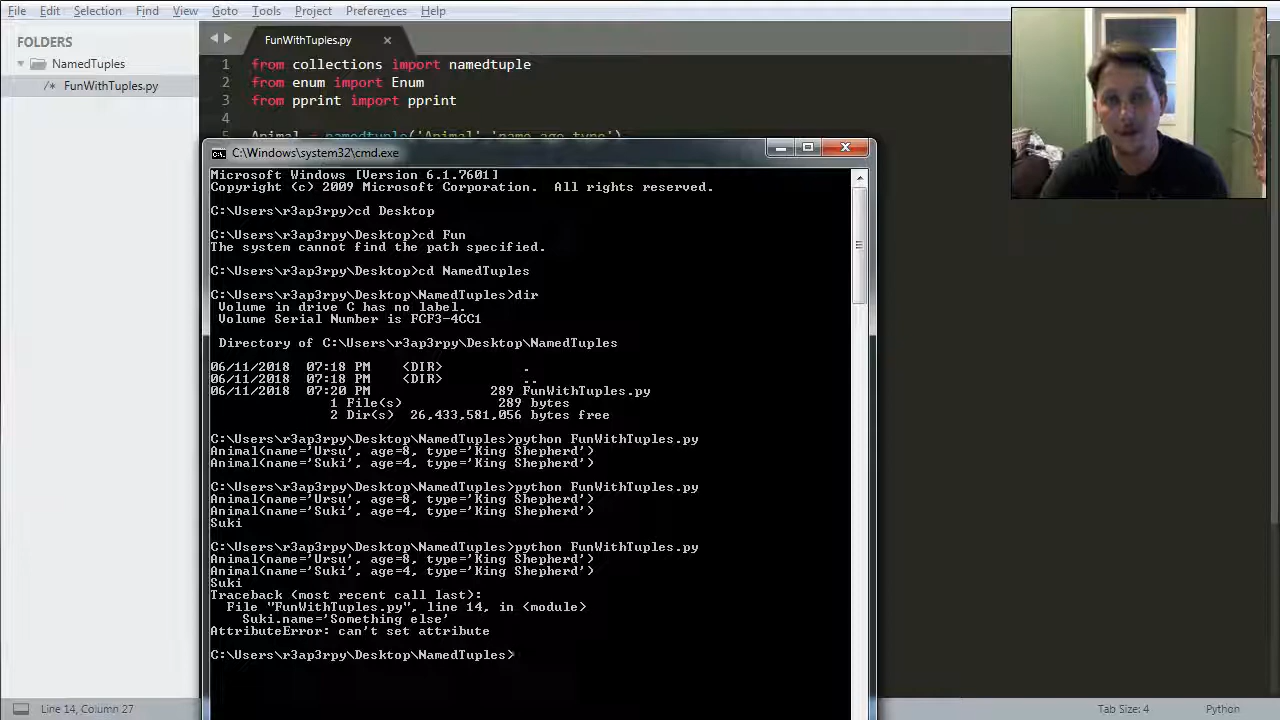 File Edit Selection Find View Goto Tools Project Preferences Help
FOLDERS
NamedTuples
/* FunWithTuples.py
FunWithTuples.py
1 from collections import namedtuple
2 from enum import Enum
3 from pprint import pprint
4
5 Animal = namedtuple('Animal','name age type')
C:\Windows\system32\cmd.exe
Microsoft Windows [Version 6.1.7601]
Copyright (c) 2009 Microsoft Corporation.  All rights reserved.
C:\Users\r3ap3rpy>cd Desktop
C:\Users\r3ap3rpy\Desktop>cd Fun
The system cannot find the path specified.
C:\Users\r3ap3rpy\Desktop>cd NamedTuples
C:\Users\r3ap3rpy\Desktop\NamedTuples>dir
Volume in drive C has no label.
Volume Serial Number is FCF3-4CC1
Directory of C:\Users\r3ap3rpy\Desktop\NamedTuples
06/11/2018  07:18 PM    <DIR>          .
06/11/2018  07:18 PM    <DIR>          ..
06/11/2018  07:20 PM               289 FunWithTuples.py
1 File(s)            289 bytes
2 Dir(s)  26,433,581,056 bytes free
C:\Users\r3ap3rpy\Desktop\NamedTuples>python FunWithTuples.py
Animal(name='Ursu', age=8, type='King Shepherd')
Animal(name='Suki', age=4, type='King Shepherd')
C:\Users\r3ap3rpy\Desktop\NamedTuples>python FunWithTuples.py
Animal(name='Ursu', age=8, type='King Shepherd')
Animal(name='Suki', age=4, type='King Shepherd')
Suki
C:\Users\r3ap3rpy\Desktop\NamedTuples>python FunWithTuples.py
Animal(name='Ursu', age=8, type='King Shepherd')
Animal(name='Suki', age=4, type='King Shepherd')
Suki
Traceback (most recent call last):
File "FunWithTuples.py", line 14, in <module>
Suki.name='Something else'
AttributeError: can't set attribute
C:\Users\r3ap3rpy\Desktop\NamedTuples>
Line 14, Column 27
Tab Size: 4
Python